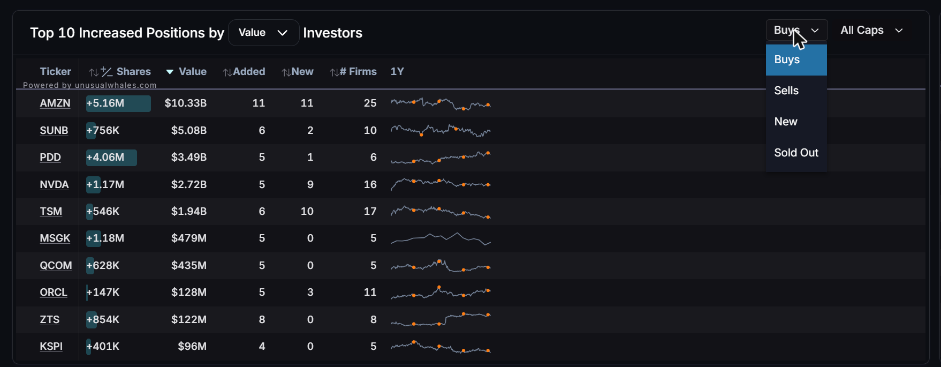 Top 10 Increased Positions by Value Investors Buys All Caps
Ticker +/- Shares Value Added New # Firms 1Y Buys
Powered by unusualwhales.com
AMZN +5.16M $10.33B 11 11 25 Sells
SUNB +756K $5.08B 6 2 10 New
PDD +4.06M $3.49B 5 1 6 Sold Out
NVDA +1.17M $2.72B 5 9 16
TSM +546K $1.94B 6 10 17
MSGK +1.18M $479M 5 0 5
QCOM +628K $435M 5 0 5
ORCL +147K $128M 5 3 11
ZTS +854K $122M 8 0 8
KSPI +401K $96M 4 0 5